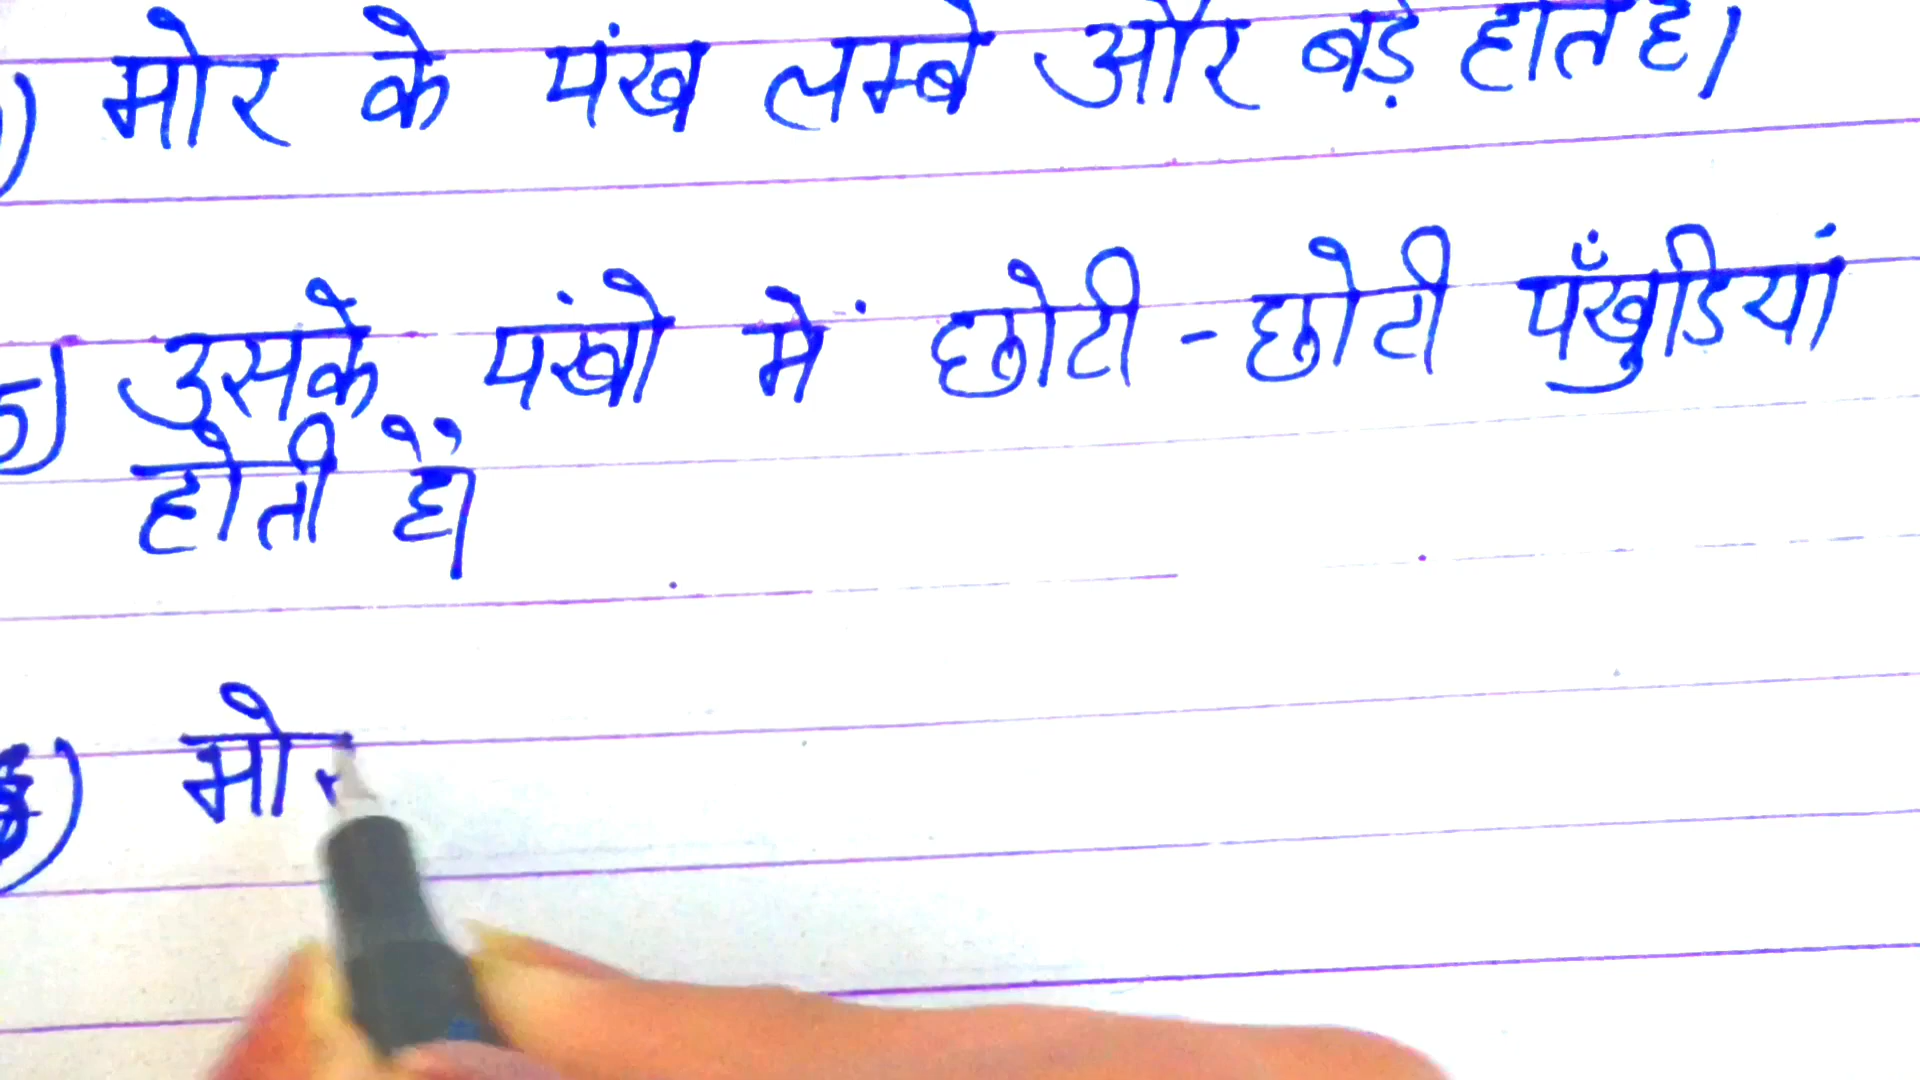 ) मोर के पंख लम्बे और बड़े होते है।
) उसके पंखो में छोटी-छोटी पँखुडियां
होती है।
) मोर